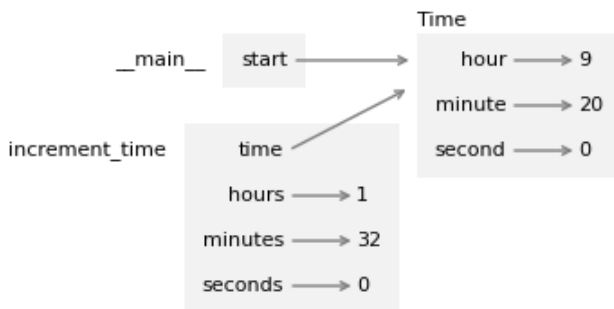 Time
__main__ start hour 9
minute 20
increment_time time second 0
hours 1
minutes 32
seconds 0